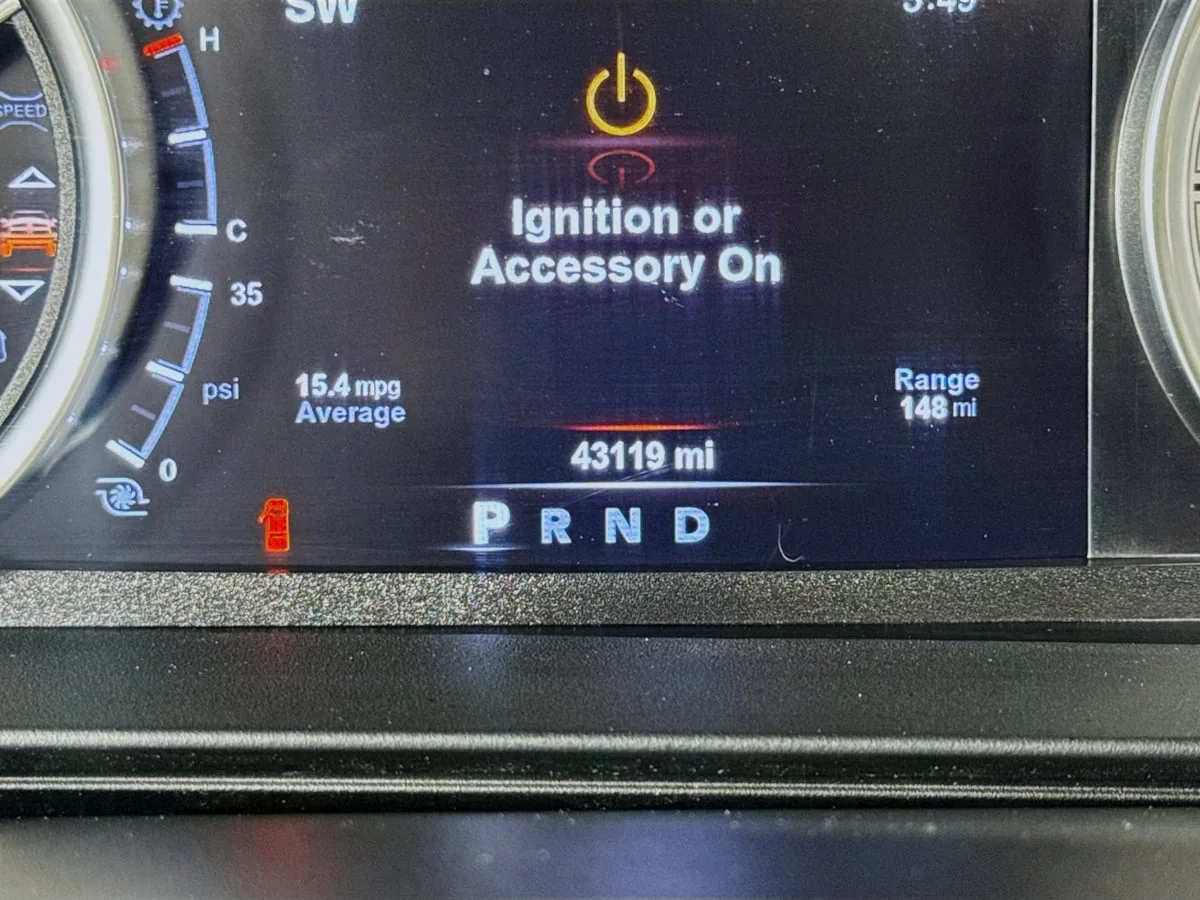 SW
H
SPEED
Ignition or
Accessory On
C
35
psi
15.4 mpg
Average
Range
148 mi
43119 mi
0
P R N D